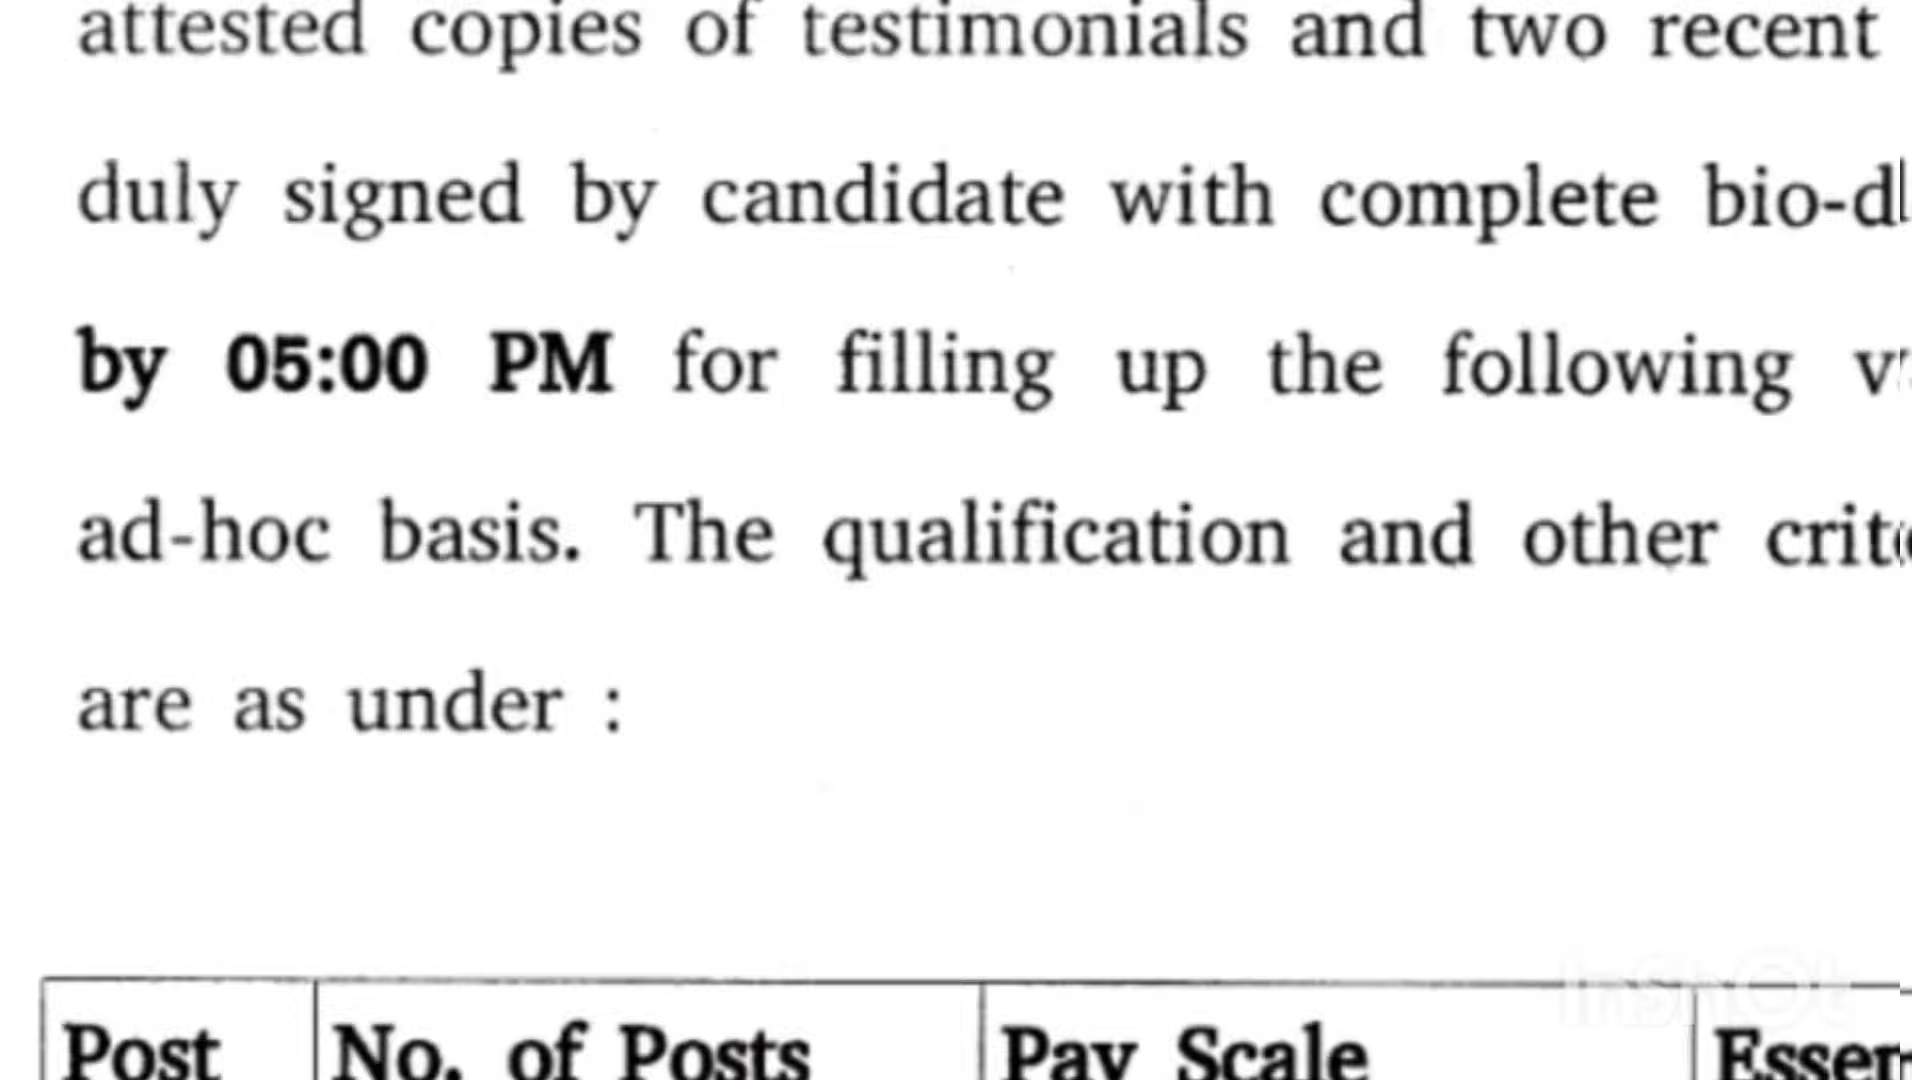 attested copies of testimonials and two recent
duly signed by candidate with complete
by 05:00 PM for filling up the following
ad-hoc basis. The qualification and other
are as under :
InShOt
Post No. of Posts Pay Scale